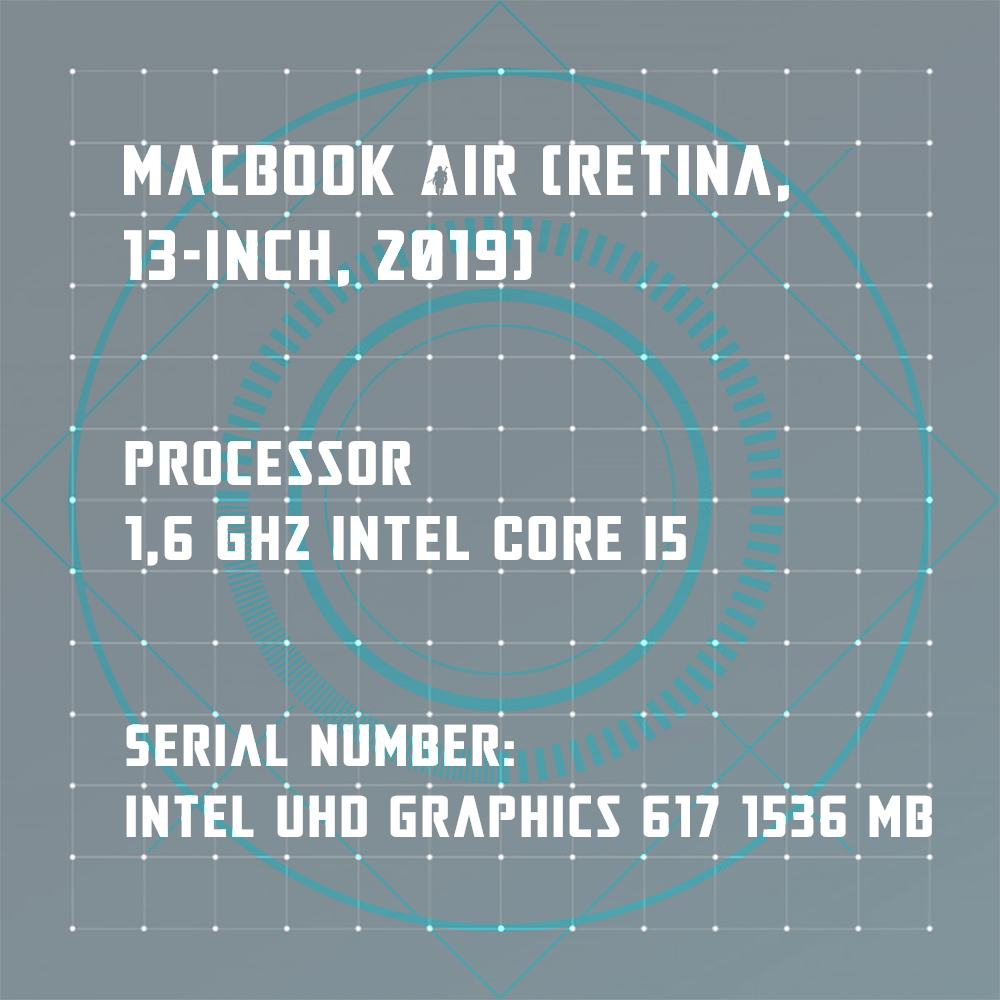 MACBOOK AIR (RETINA,
13-INCH, 2019)
PROCESSOR
1,6 GHZ INTEL CORE I5
SERIAL NUMBER:
INTEL UHD GRAPHICS 617 1536 MB